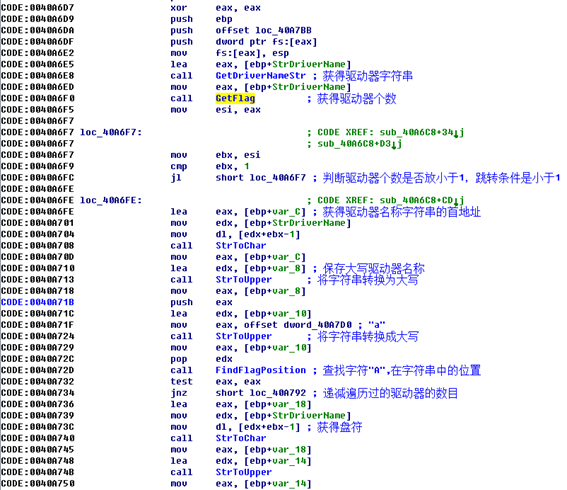 CODE:0040A6D7 xor eax, eax
CODE:0040A6D9 push ebp
CODE:0040A6DA push offset loc_40A7BB
CODE:0040A6DF push dword ptr fs:[eax]
CODE:0040A6E2 mov fs:[eax], esp
CODE:0040A6E5 lea eax, [ebp+StrDriverName]
CODE:0040A6E8 call GetDriverNameStr ; 获得驱动器字符串
CODE:0040A6ED mov eax, [ebp+StrDriverName]
CODE:0040A6F0 call GetFlag ; 获得驱动器个数
CODE:0040A6F5 mov esi, eax
CODE:0040A6F7
CODE:0040A6F7 loc_40A6F7: ; CODE XREF: sub_40A6C8+34↓j
CODE:0040A6F7 ; sub_40A6C8+D3↓j
CODE:0040A6F7 mov ebx, esi
CODE:0040A6F9 cmp ebx, 1
CODE:0040A6FC jl short loc_40A6F7 ; 判断驱动器个数是否放小于1，跳转条件是小于1
CODE:0040A6FE
CODE:0040A6FE loc_40A6FE: ; CODE XREF: sub_40A6C8+CD↓j
CODE:0040A6FE lea eax, [ebp+var_C] ; 获得驱动器名称字符串的首地址
CODE:0040A701 mov edx, [ebp+StrDriverName]
CODE:0040A704 mov dl, [edx+ebx-1]
CODE:0040A708 call StrToChar
CODE:0040A70D mov eax, [ebp+var_C]
CODE:0040A710 lea edx, [ebp+var_8] ; 保存大写驱动器名称
CODE:0040A713 call StrToUpper ; 将字符串转换为大写
CODE:0040A718 mov eax, [ebp+var_8]
CODE:0040A71B push eax
CODE:0040A71C lea edx, [ebp+var_10]
CODE:0040A71F mov eax, offset dword_40A7D0 ; "a"
CODE:0040A724 call StrToUpper ; 将字符串转换成大写
CODE:0040A729 mov eax, [ebp+var_10]
CODE:0040A72C pop edx
CODE:0040A72D call FindFlagPosition ; 查找字符"A",在字符串中的位置
CODE:0040A732 test eax, eax
CODE:0040A734 jnz short loc_40A792 ; 递减遍历过的驱动器的数目
CODE:0040A736 lea eax, [ebp+var_18]
CODE:0040A739 mov edx, [ebp+StrDriverName]
CODE:0040A73C mov dl, [edx+ebx-1] ; 获得盘符
CODE:0040A740 call StrToChar
CODE:0040A745 mov eax, [ebp+var_18]
CODE:0040A748 lea edx, [ebp+var_14]
CODE:0040A74B call StrToUpper
CODE:0040A750 mov eax, [ebp+var_14]